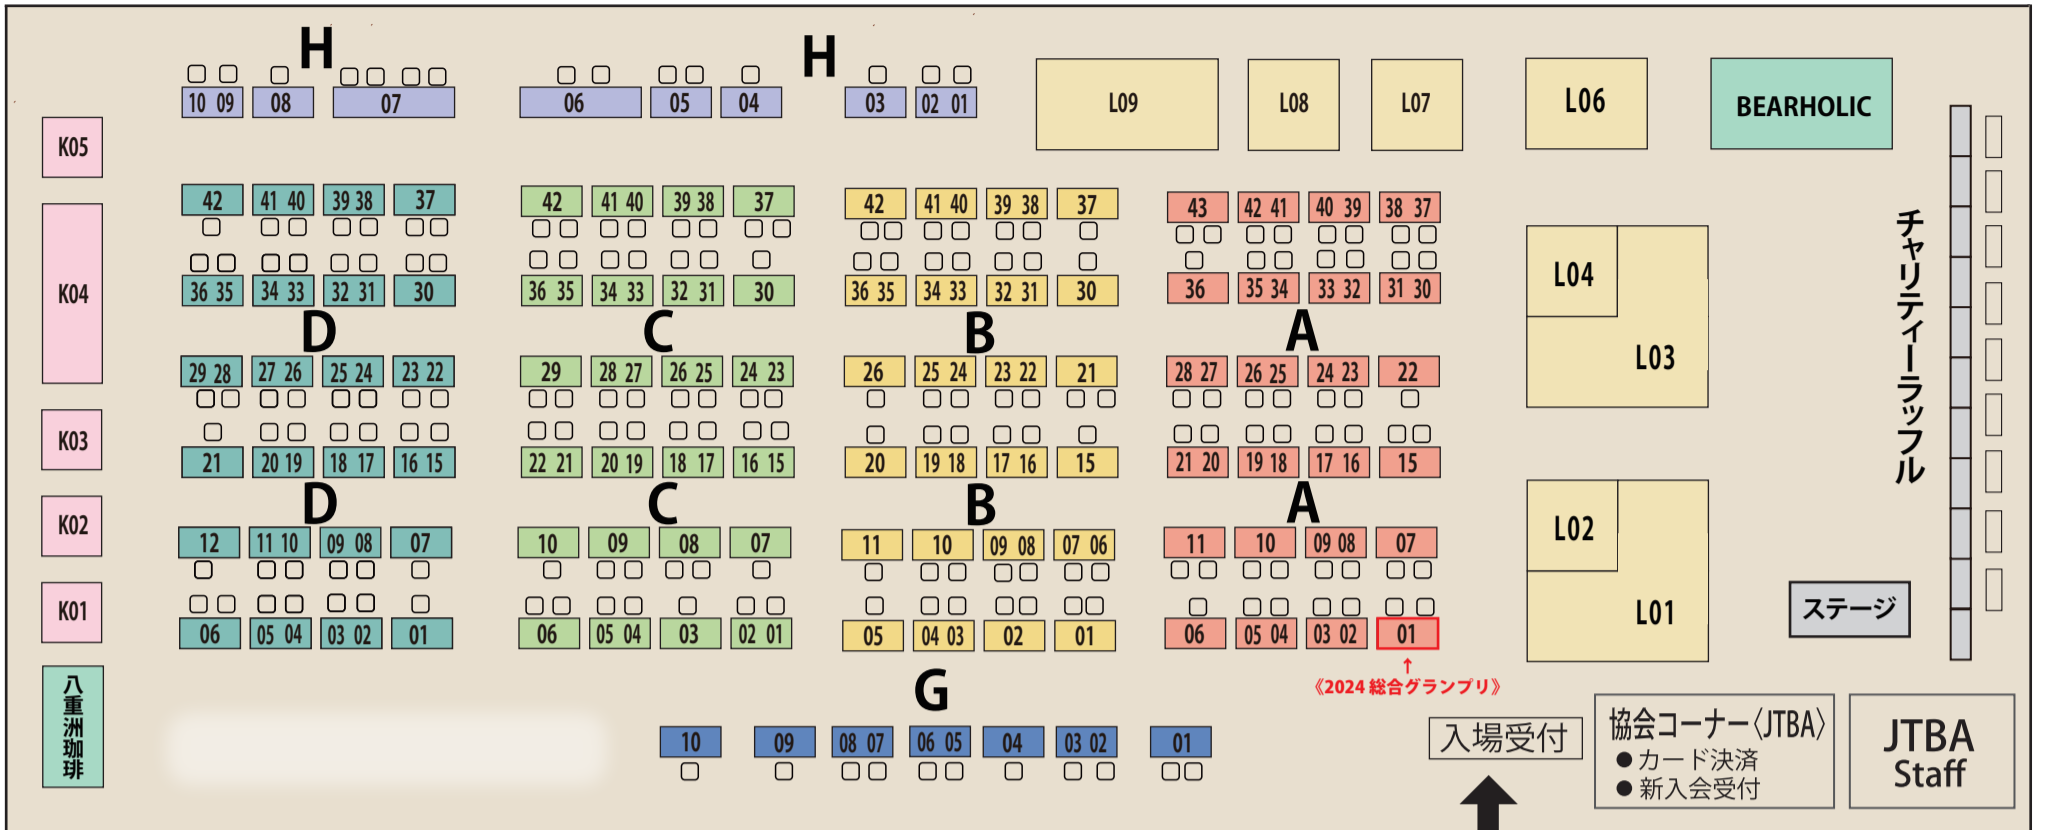 H H
10 09 08 07 06 05 04 03 02 01 L09 L08 L07 L06 BEARHOLIC
K05
42 41 40 39 38 37 42 41 40 39 38 37 42 41 40 39 38 37 43 42 41 40 39 38 37
K04
36 35 34 33 32 31 30 36 35 34 33 32 31 30 36 35 34 33 32 31 30 36 35 34 33 32 31 30
L04
L03
チャリティーラッフル
D C B A
29 28 27 26 25 24 23 22 29 28 27 26 25 24 23 26 25 24 23 22 21 28 27 26 25 24 23 22
K03
21 20 19 18 17 16 15 22 21 20 19 18 17 16 15 20 19 18 17 16 15 21 20 19 18 17 16 15
D C B A
K02
L02
L01
12 11 10 09 08 07 10 09 08 07 11 10 09 08 07 06 11 10 09 08 07
K01
ステージ
06 05 04 03 02 01 06 05 04 03 02 01 05 04 03 02 01 06 05 04 03 02 01
↑
《2024 総合グランプリ》
八重洲珈琲
G
10 09 08 07 06 05 04 03 02 01
入場受付
協会コーナー〈JTBA〉
● カード決済
● 新入会受付
JTBA
Staff